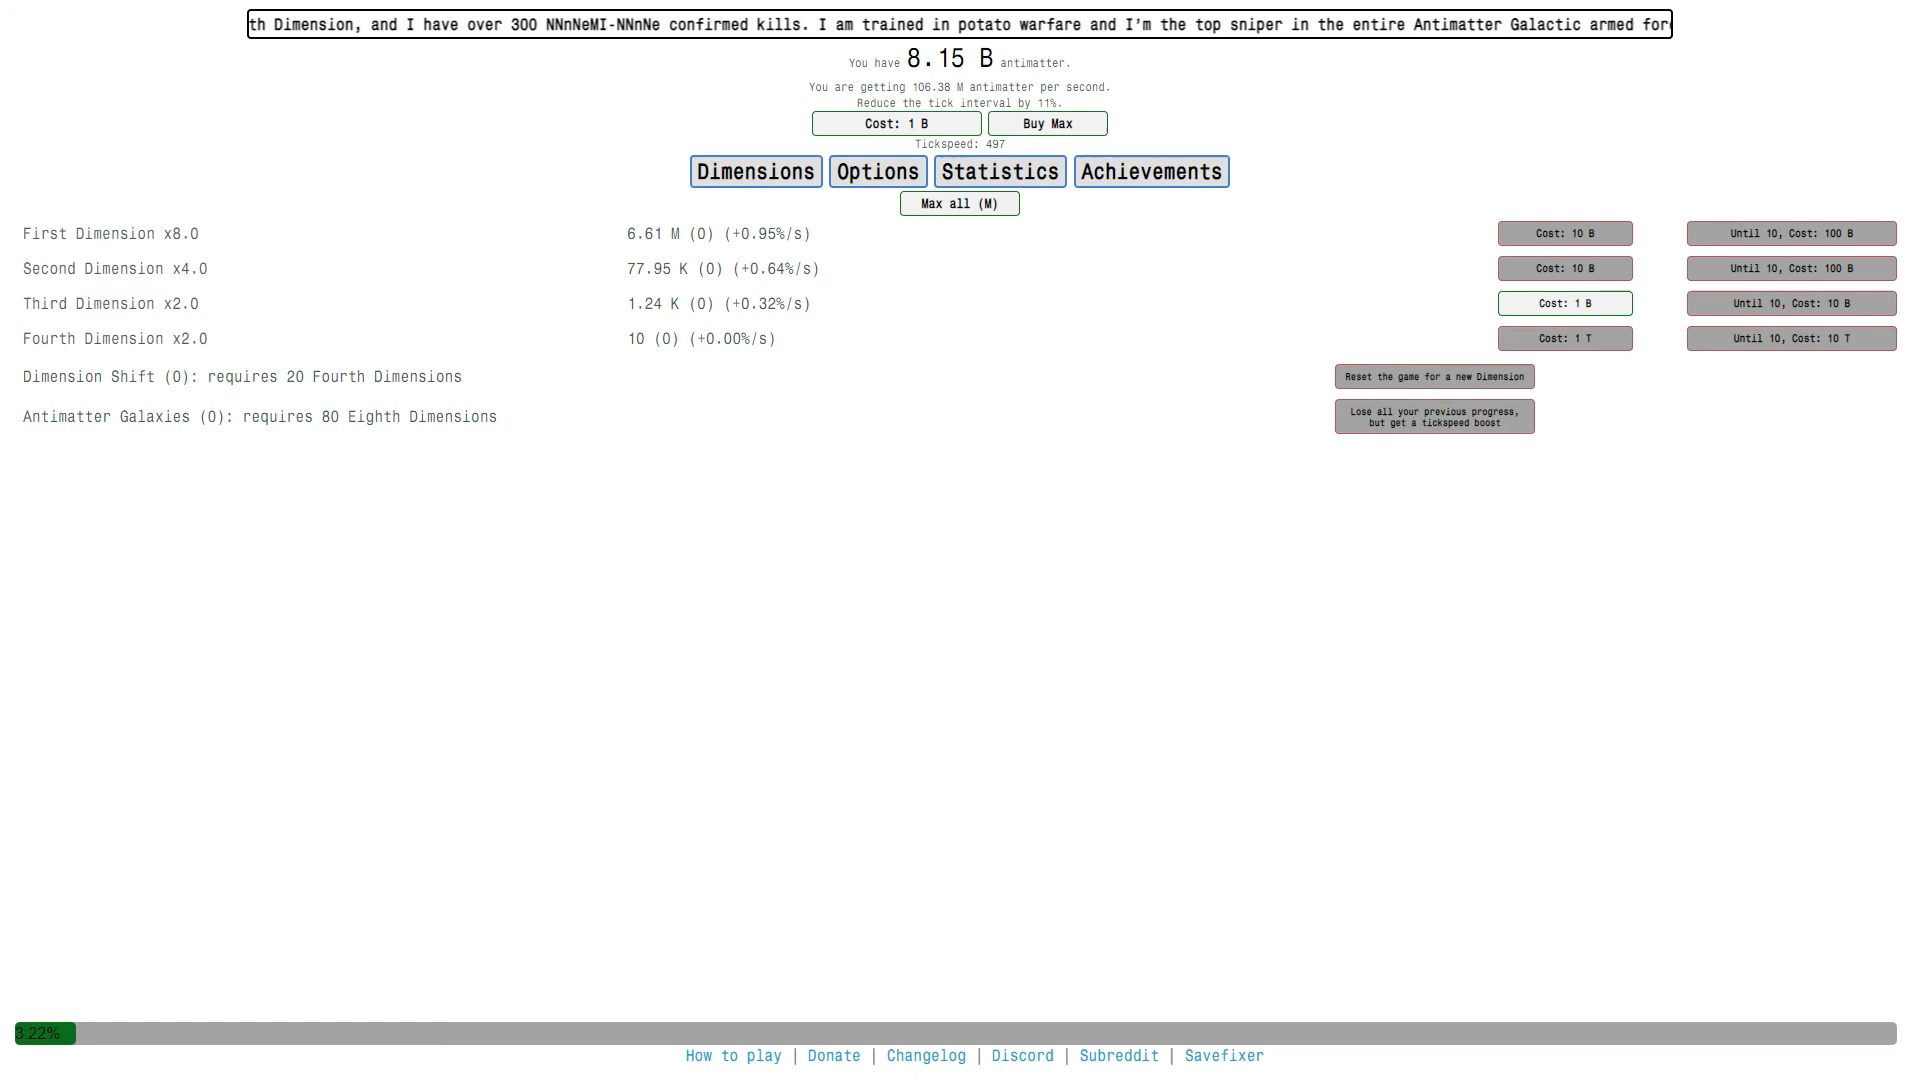 th Dimension, and I have over 300 NNnNeMI-NNnNe confirmed kills. I am trained in potato warfare and I'm the top sniper in the entire Antimatter Galactic armed for
You have 8.15 B antimatter.
You are getting 106.38 M antimatter per second.
Reduce the tick interval by 11%.
Cost: 1 B Buy Max
Tickspeed: 497
Dimensions Options Statistics Achievements
Max all (M)
First Dimension x8.0 6.61 M (0) (+0.95%/s) Cost: 10 B Until 10, Cost: 100 B
Second Dimension x4.0 77.95 K (0) (+0.64%/s) Cost: 10 B Until 10, Cost: 100 B
Third Dimension x2.0 1.24 K (0) (+0.32%/s) Cost: 1 B Until 10, Cost: 10 B
Fourth Dimension x2.0 10 (0) (+0.00%/s) Cost: 1 T Until 10, Cost: 10 T
Dimension Shift (0): requires 20 Fourth Dimensions Reset the game for a new Dimension
Antimatter Galaxies (0): requires 80 Eighth Dimensions Lose all your previous progress,
but get a tickspeed boost
3.22%
How to play | Donate | Changelog | Discord | Subreddit | Savefixer